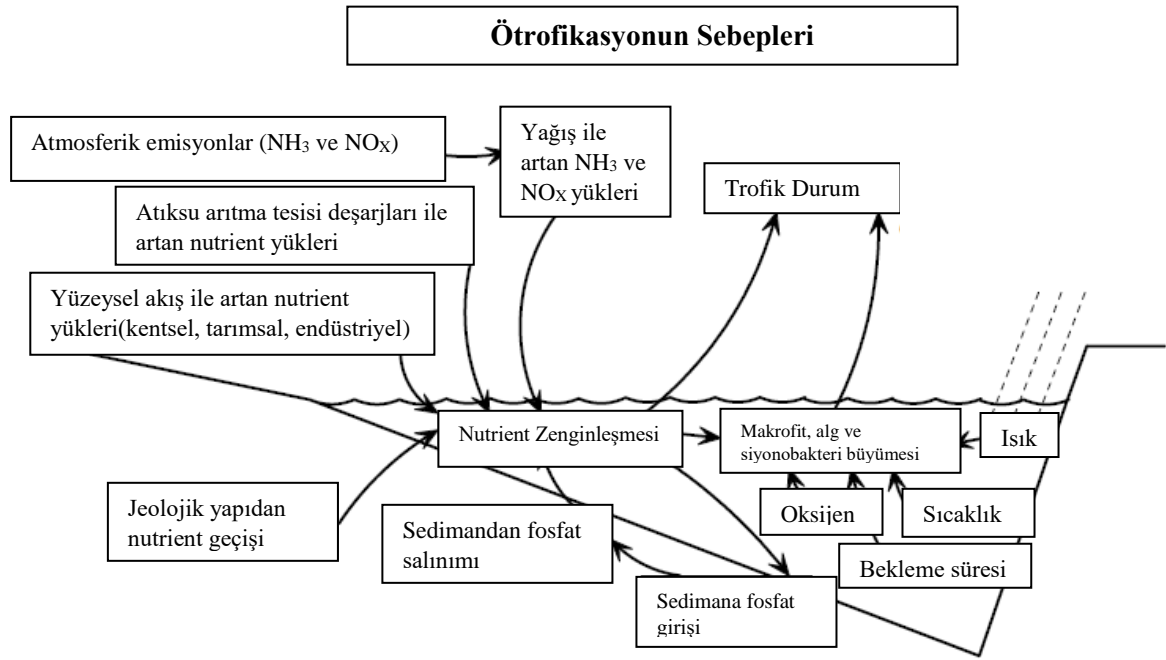 Ötrofikasyonun Sebepleri
Atmosferik emisyonlar (NH₃ ve NOₓ)
Yağış ile
artan NH₃ ve
NOₓ yükleri
Trofik Durum
Atıksu arıtma tesisi deşarjları ile
artan nutrient yükleri
Yüzeysel akış ile artan nutrient
yükleri(kentsel, tarımsal, endüstriyel)
Nutrient Zenginleşmesi
Makrofit, alg ve
siyonobakteri büyümesi
Isık
Jeolojik yapıdan
nutrient geçişi
Sedimandan fosfat
salınımı
Oksijen
Sıcaklık
Bekleme süresi
Sedimana fosfat
girişi